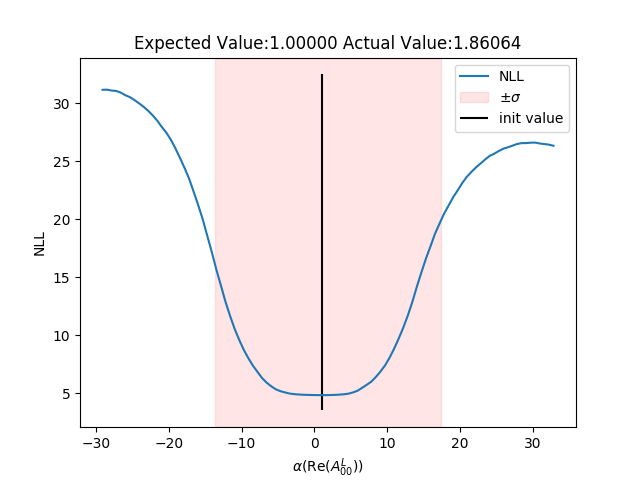 Expected Value:1.00000 Actual Value:1.86064
NLL
±σ
init value
30
25
20
15
10
5
NLL
−30 −20 −10 0 10 20 30
α(Re(A^L_00))